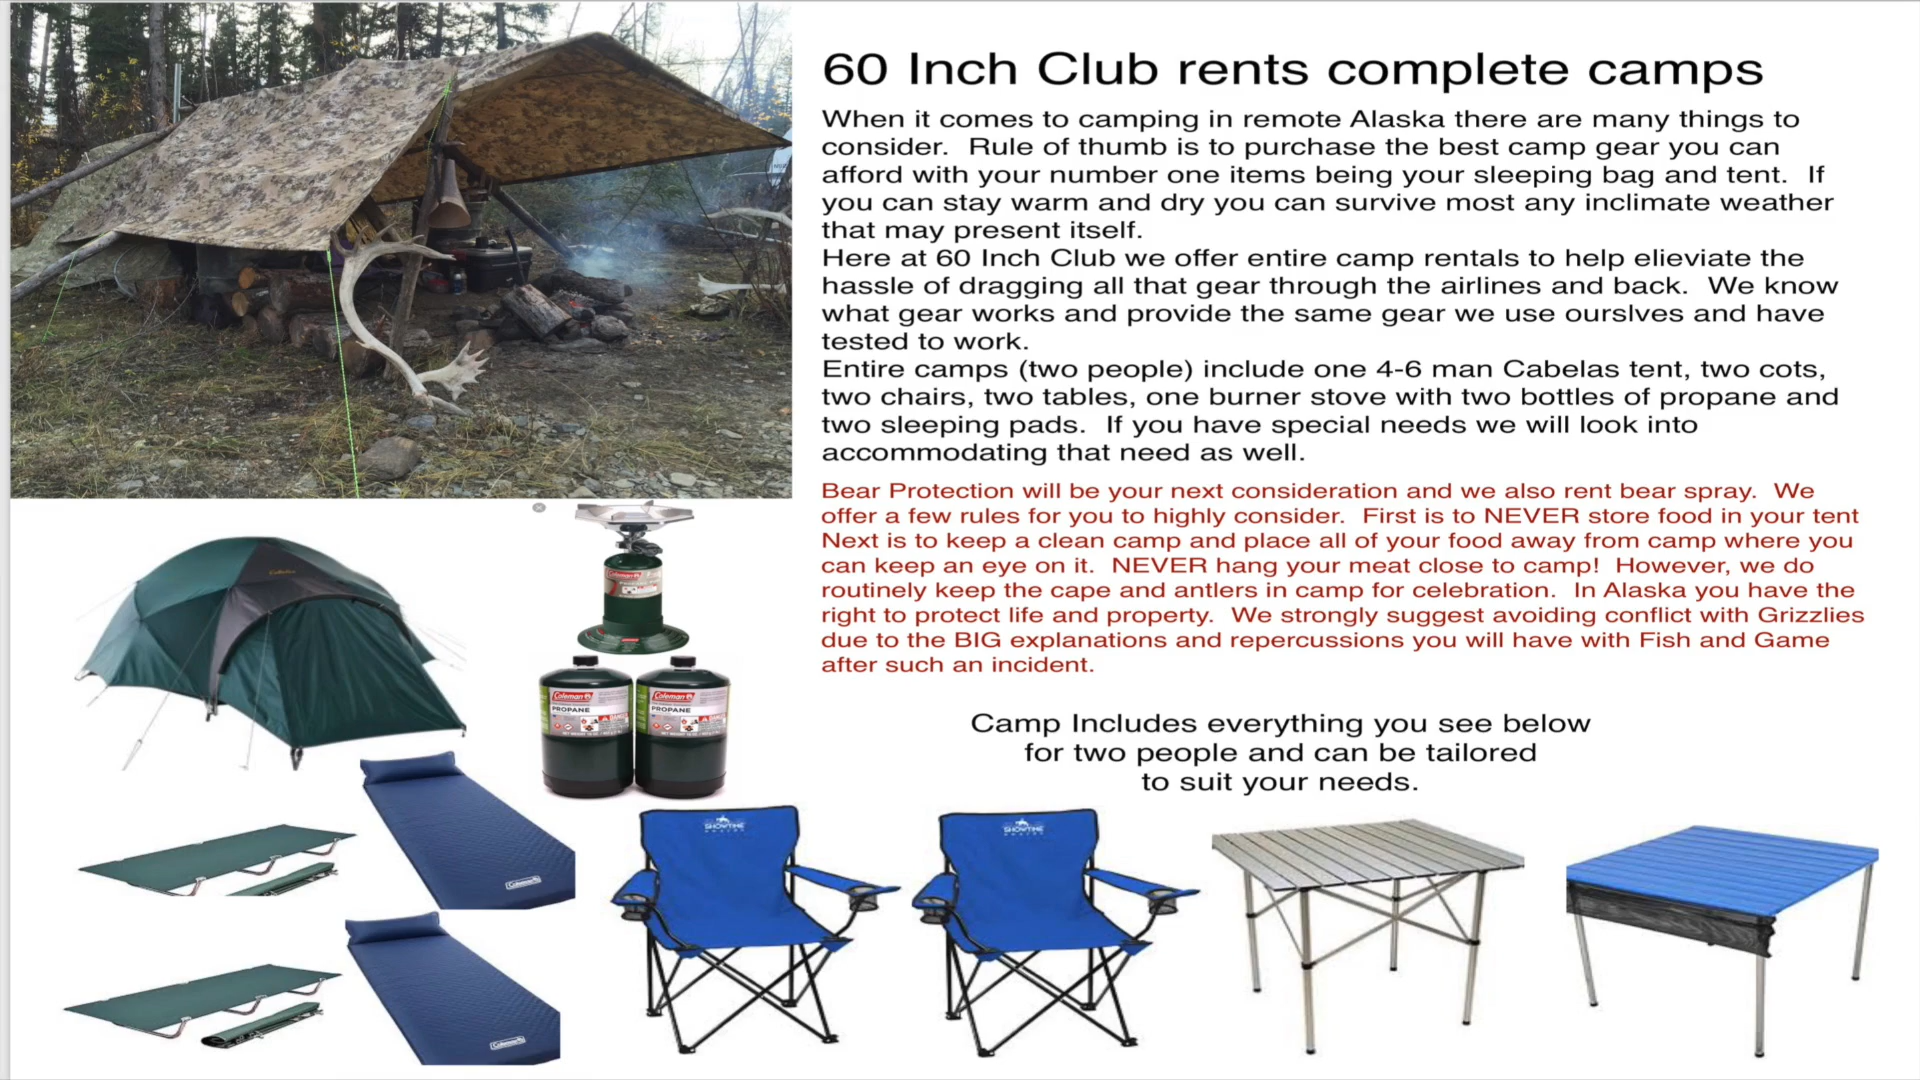 60 Inch Club rents complete camps
When it comes to camping in remote Alaska there are many things to
consider. Rule of thumb is to purchase the best camp gear you can
afford with your number one items being your sleeping bag and tent. If
you can stay warm and dry you can survive most any inclimate weather
that may present itself.
Here at 60 Inch Club we offer entire camp rentals to help elieviate the
hassle of dragging all that gear through the airlines and back. We know
what gear works and provide the same gear we use ourslves and have
tested to work.
Entire camps (two people) include one 4-6 man Cabelas tent, two cots,
two chairs, two tables, one burner stove with two bottles of propane and
two sleeping pads. If you have special needs we will look into
accommodating that need as well.
Bear Protection will be your next consideration and we also rent bear spray. We
offer a few rules for you to highly consider. First is to NEVER store food in your tent
Next is to keep a clean camp and place all of your food away from camp where you
can keep an eye on it. NEVER hang your meat close to camp! However, we do
routinely keep the cape and antlers in camp for celebration. In Alaska you have the
right to protect life and property. We strongly suggest avoiding conflict with Grizzlies
due to the BIG explanations and repercussions you will have with Fish and Game
after such an incident.
Camp Includes everything you see below
for two people and can be tailored
to suit your needs.
Cabela's
Coleman
Coleman
PROPANE
DANGER
Coleman
PROPANE
DANGER
Coleman
Coleman
SHOWTIME
SHOWTIME